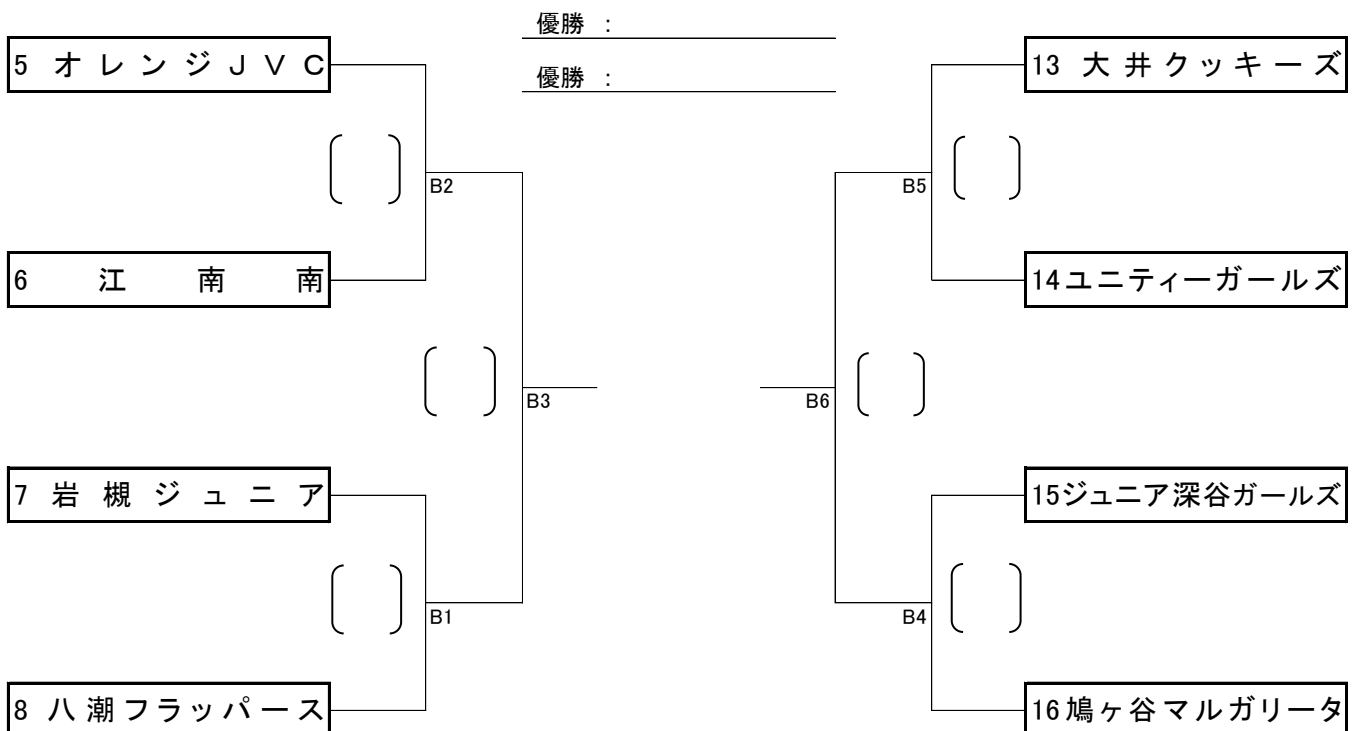 優勝 ：
優勝 ：
5 オレンジＪＶＣ
13 大井クッキーズ
B2
B5
6 江南南
14ユニティーガールズ
B3
B6
7 岩槻ジュニア
15ジュニア深谷ガールズ
B1
B4
8 八潮フラッパース
16鳩ヶ谷マルガリータ